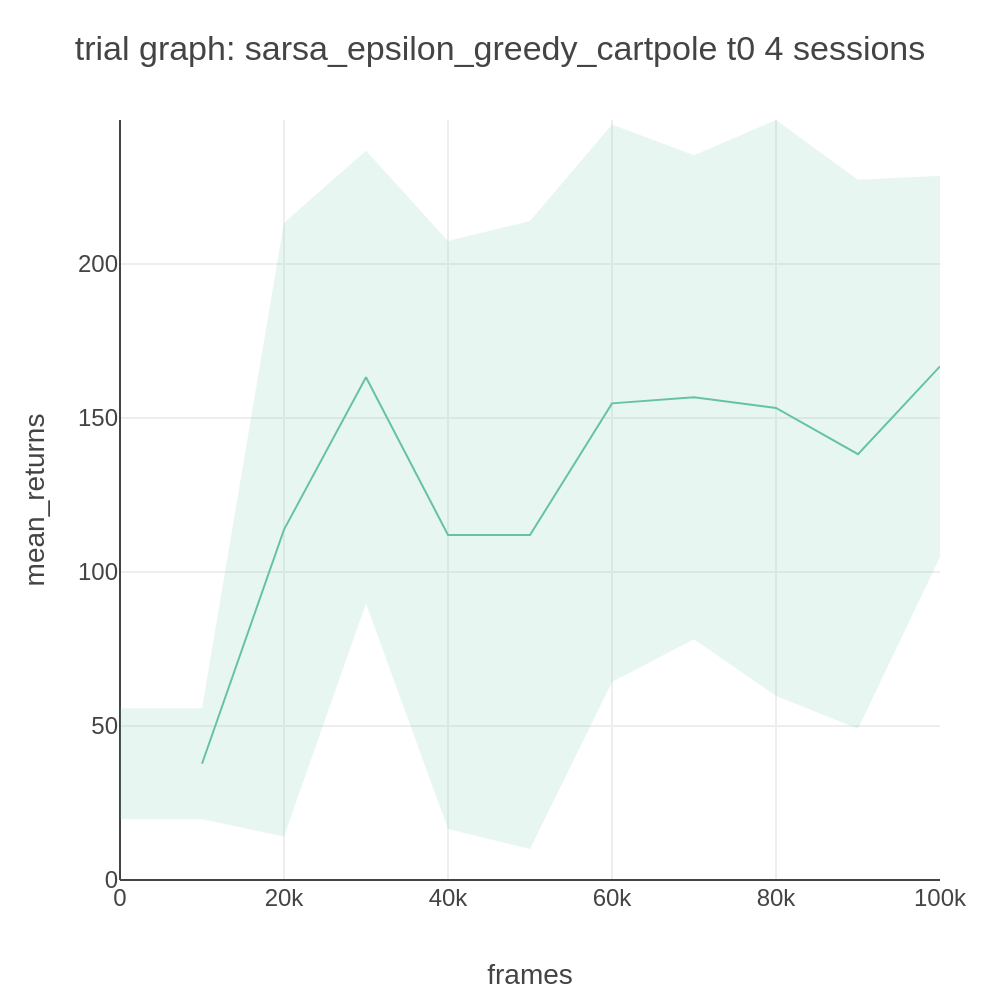 trial graph: sarsa_epsilon_greedy_cartpole t0 4 sessions
200
150
100
50
0
mean_returns
0 20k 40k 60k 80k 100k
frames